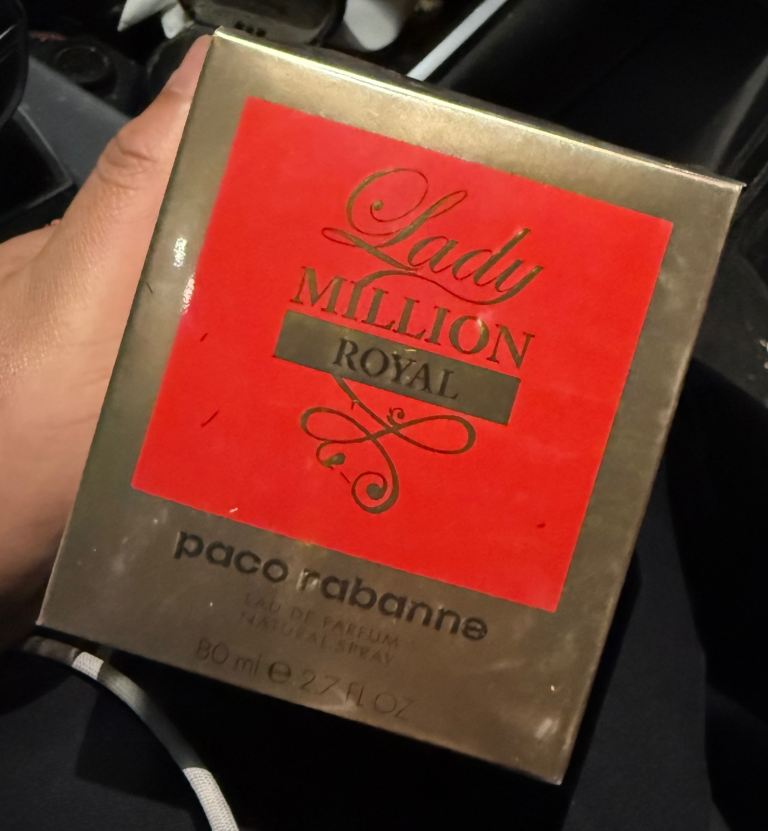 Lady
MILLION
ROYAL
paco rabanne
EAU DE PARFUM
NATURAL SPRAY
80 ml e 2.7 FL OZ